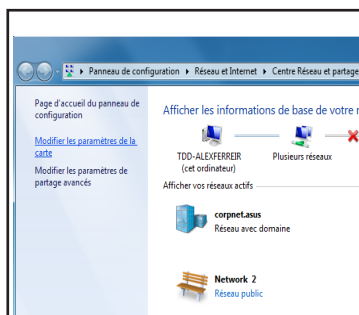 Panneau de configuration ▸ Réseau et Internet ▸ Centre Réseau et partage
Page d'accueil du panneau de
configuration
Modifier les paramètres de la
carte
Modifier les paramètres de
partage avancés
Afficher les informations de base de votre
TDD-ALEXFERREIR
(cet ordinateur)
Plusieurs réseaux
Afficher vos réseaux actifs
corpnet.asus
Réseau avec domaine
Network 2
Réseau public